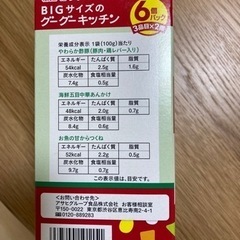 BIGサイズの
グーグーキッチン
6個パック
3品目×2個
栄養成分表示 1袋(100g)当たり
やわらか酢豚(豚肉・鶏レバー入り)
エネルギー たんぱく質 脂質
54kcal 2.5g 1.6g
炭水化物 食塩相当量
7.4g 0.7g
海鮮五目中華あんかけ
エネルギー たんぱく質 脂質
48kcal 2.0g
炭水化物 食塩相当量
8.4g 0.6g
お魚の甘からつくね
エネルギー たんぱく質 脂質
52kcal 2.2g 0.5g
炭水化物 食塩相当量
9.7g 0.5g
この表示値は、目安です。
<お問い合わせ先>
アサヒグループ食品株式会社 お客様相談室
〒150-0022 東京都渋谷区恵比寿南2-4-1
0120-889283